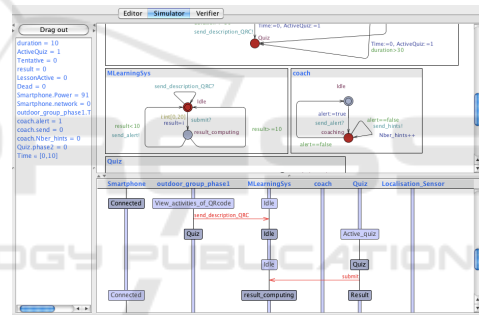 Editor Simulator Verifier
Drag out
duration = 10
ActiveQuiz = 1
Tentative = 0
result = 0
LessonActive = 0
Dead = 0
Smartphone.Power = 91
Smartphone.network = 0
outdoor_group_phase1.T
coach.alert = 1
coach.send = 0
coach.Nber_hints = 0
Quiz.phase2 = 0
Time = [0,10]
Time:=0, ActiveQuiz:=1
send_description_QRC!
Quiz
Time:=0, ActiveQuiz:=1
duration>30
MLearningSys
send_description_QRC?
Idle
i:int[0,20]
result=i
submit?
result<10
send_alert!
result>=10
result_computing
coach
Idle
alert:=true
send_alert?
coaching
alert==false
send_hints?
Nber_hints++
alert==false
Quiz
Smartphone outdoor_group_phase1 MLearningSys coach Quiz Localisation_Sensor
Connected View_activities_of_QRcode Idle
send_description_QRC
Quiz Idle Active_quiz
Idle Quiz
submit
Connected result_computing Result